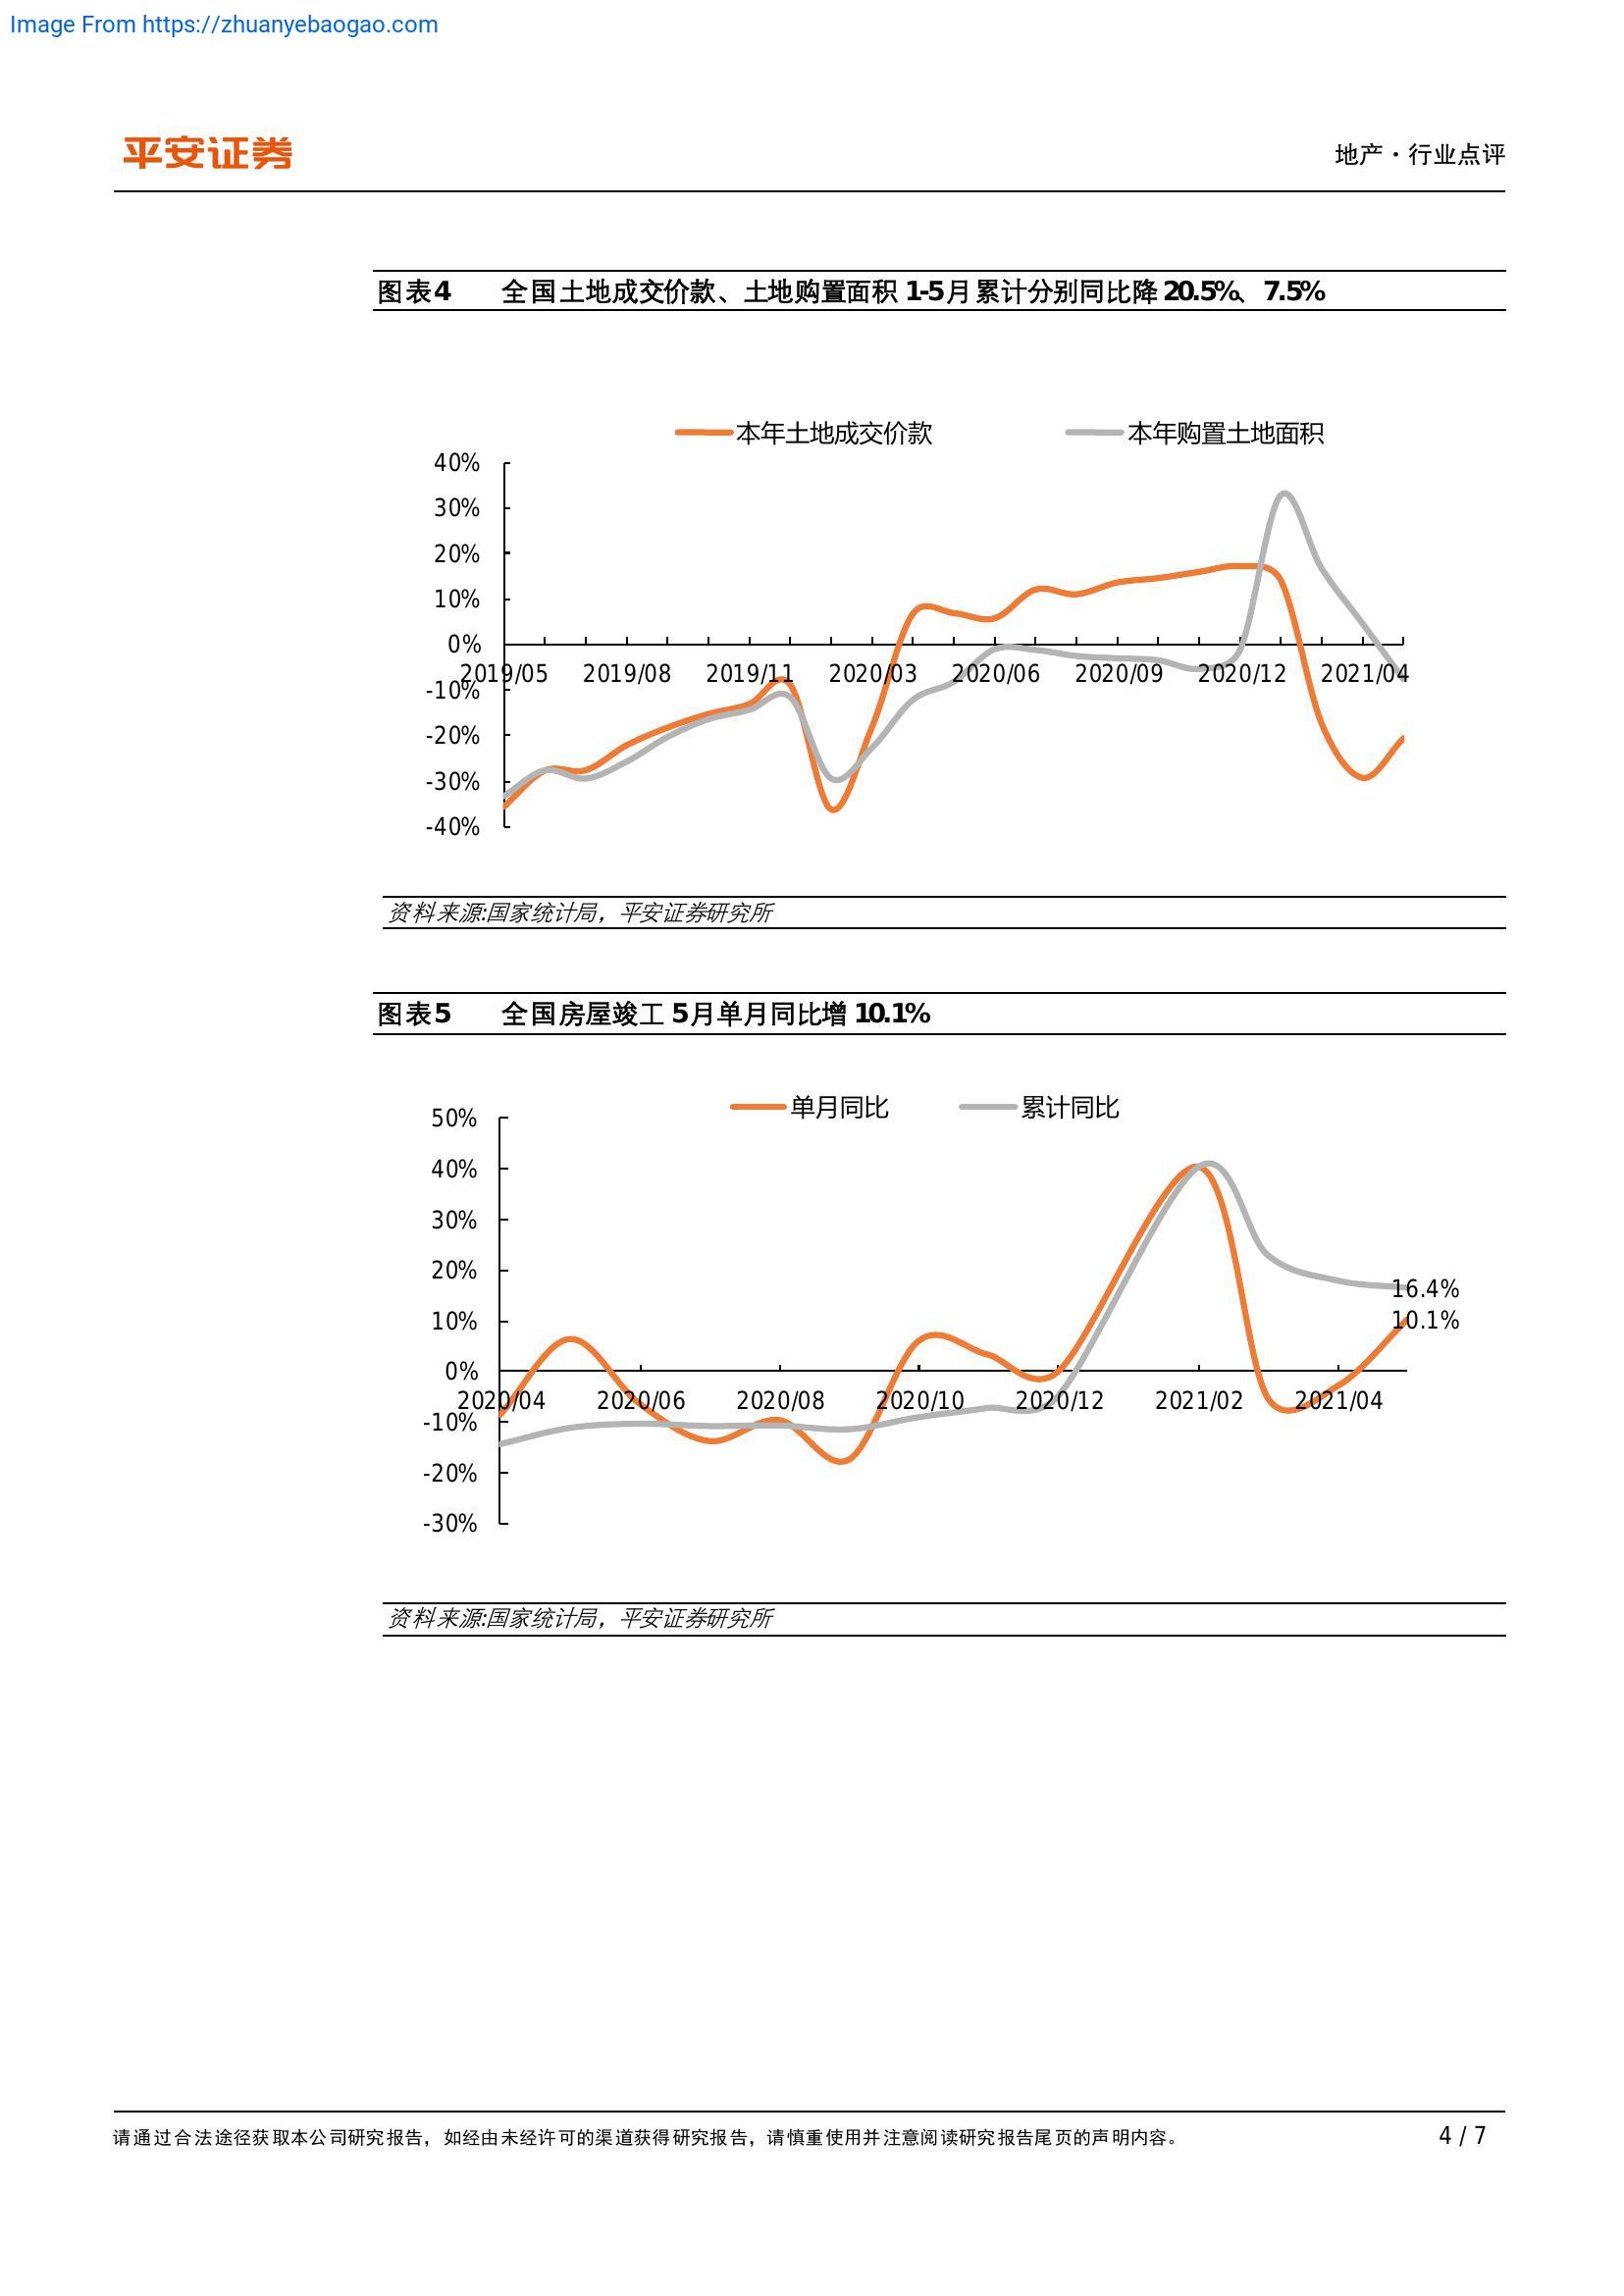 Image From https://zhuanyebaogao.com
平安证券
地产·行业点评
图表4 全国土地成交价款、土地购置面积 1-5月累计分别同比降 20.5%、7.5%
本年土地成交价款 本年购置土地面积
40%
30%
20%
10%
0%
-10%
-20%
-30%
-40%
2019/05 2019/08 2019/11 2020/03 2020/06 2020/09 2020/12 2021/04
资料来源:国家统计局，平安证券研究所
图表5 全国房屋竣工 5月单月同比增 10.1%
单月同比 累计同比
50%
40%
30%
20%
10%
0%
-10%
-20%
-30%
16.4%
10.1%
2020/04 2020/06 2020/08 2020/10 2020/12 2021/02 2021/04
资料来源:国家统计局，平安证券研究所
请通过合法途径获取本公司研究报告，如经由未经许可的渠道获得研究报告，请慎重使用并注意阅读研究报告尾页的声明内容。 4 / 7